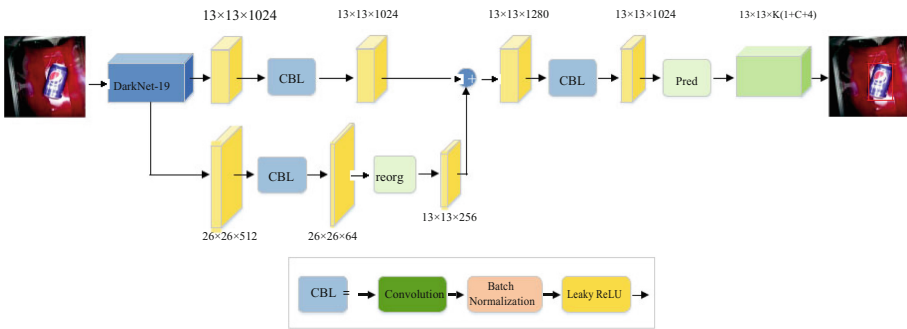 13×13×1024
13×13×1024
13×13×1280
13×13×1024
13×13×K(1+C+4)
DarkNet-19
CBL
+
CBL
Pred
CBL
reorg
13×13×256
26×26×512
26×26×64
CBL =
Convolution
Batch
Normalization
Leaky ReLU